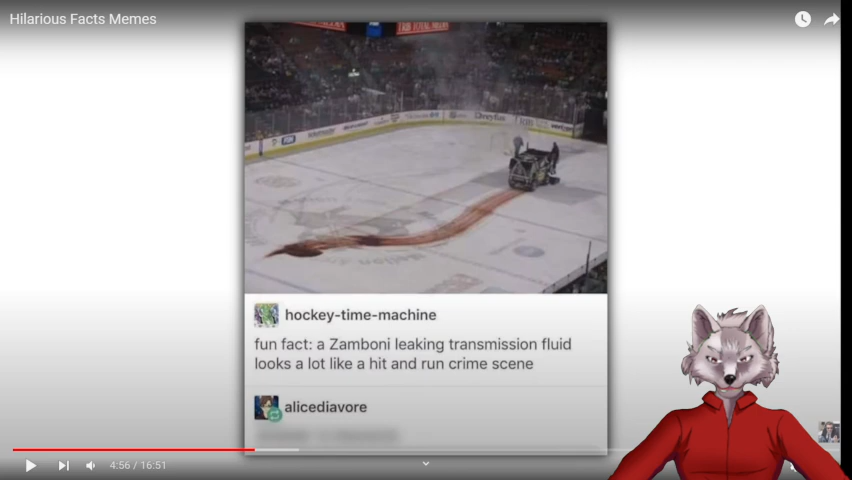 Hilarious Facts Memes
hockey-time-machine
fun fact: a Zamboni leaking transmission fluid
looks a lot like a hit and run crime scene
alicediavore
4:56 / 16:51